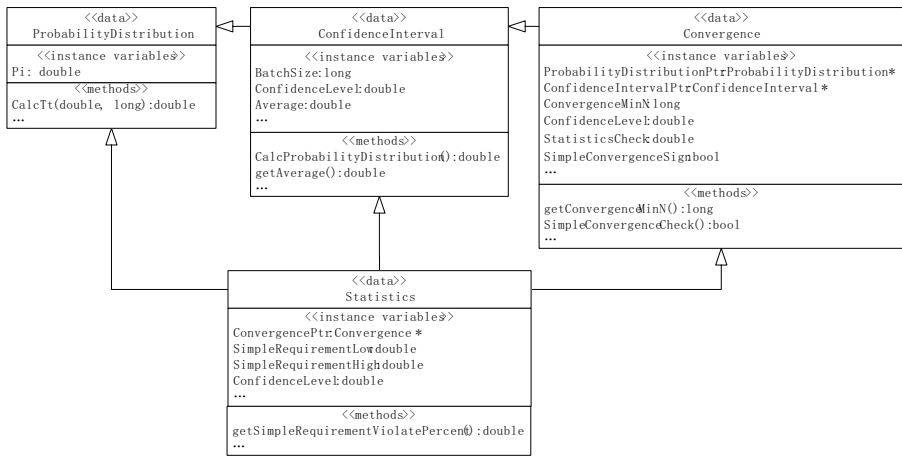 <<data>>
ProbabilityDistribution
<<instance variables>>
Pi: double
<<methods>>
CalcTt(double, long):double
...
<<data>>
ConfidenceInterval
<<instance variables>>
BatchSize:long
ConfidenceLevel:double
Average:double
...
<<methods>>
CalcProbabilityDistribution():double
getAverage():double
...
<<data>>
Convergence
<<instance variables>>
ProbabilityDistributionPtr:ProbabilityDistribution*
ConfidenceIntervalPtr:ConfidenceInterval*
ConvergenceMinN:long
ConfidenceLevel:double
StatisticsCheck:double
SimpleConvergenceSign:bool
...
<<methods>>
getConvergenceMinN():long
SimpleConvergenceCheck():bool
...
<<data>>
Statistics
<<instance variables>>
ConvergencePtr:Convergence *
SimpleRequirementLow:double
SimpleRequirementHigh:double
ConfidenceLevel:double
...
<<methods>>
getSimpleRequirementViolatePercent():double
...